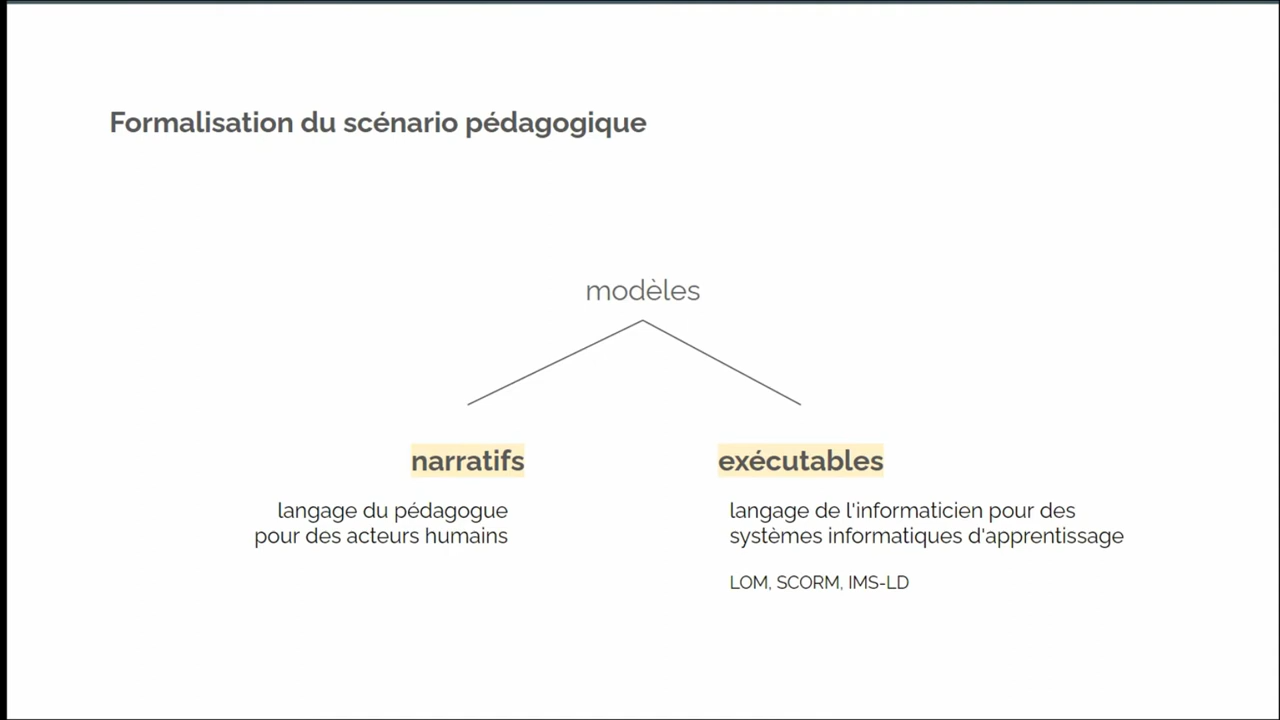 Formalisation du scénario pédagogique
modèles
narratifs
langage du pédagogue
pour des acteurs humains
exécutables
langage de l'informaticien pour des
systèmes informatiques d'apprentissage
LOM, SCORM, IMS-LD